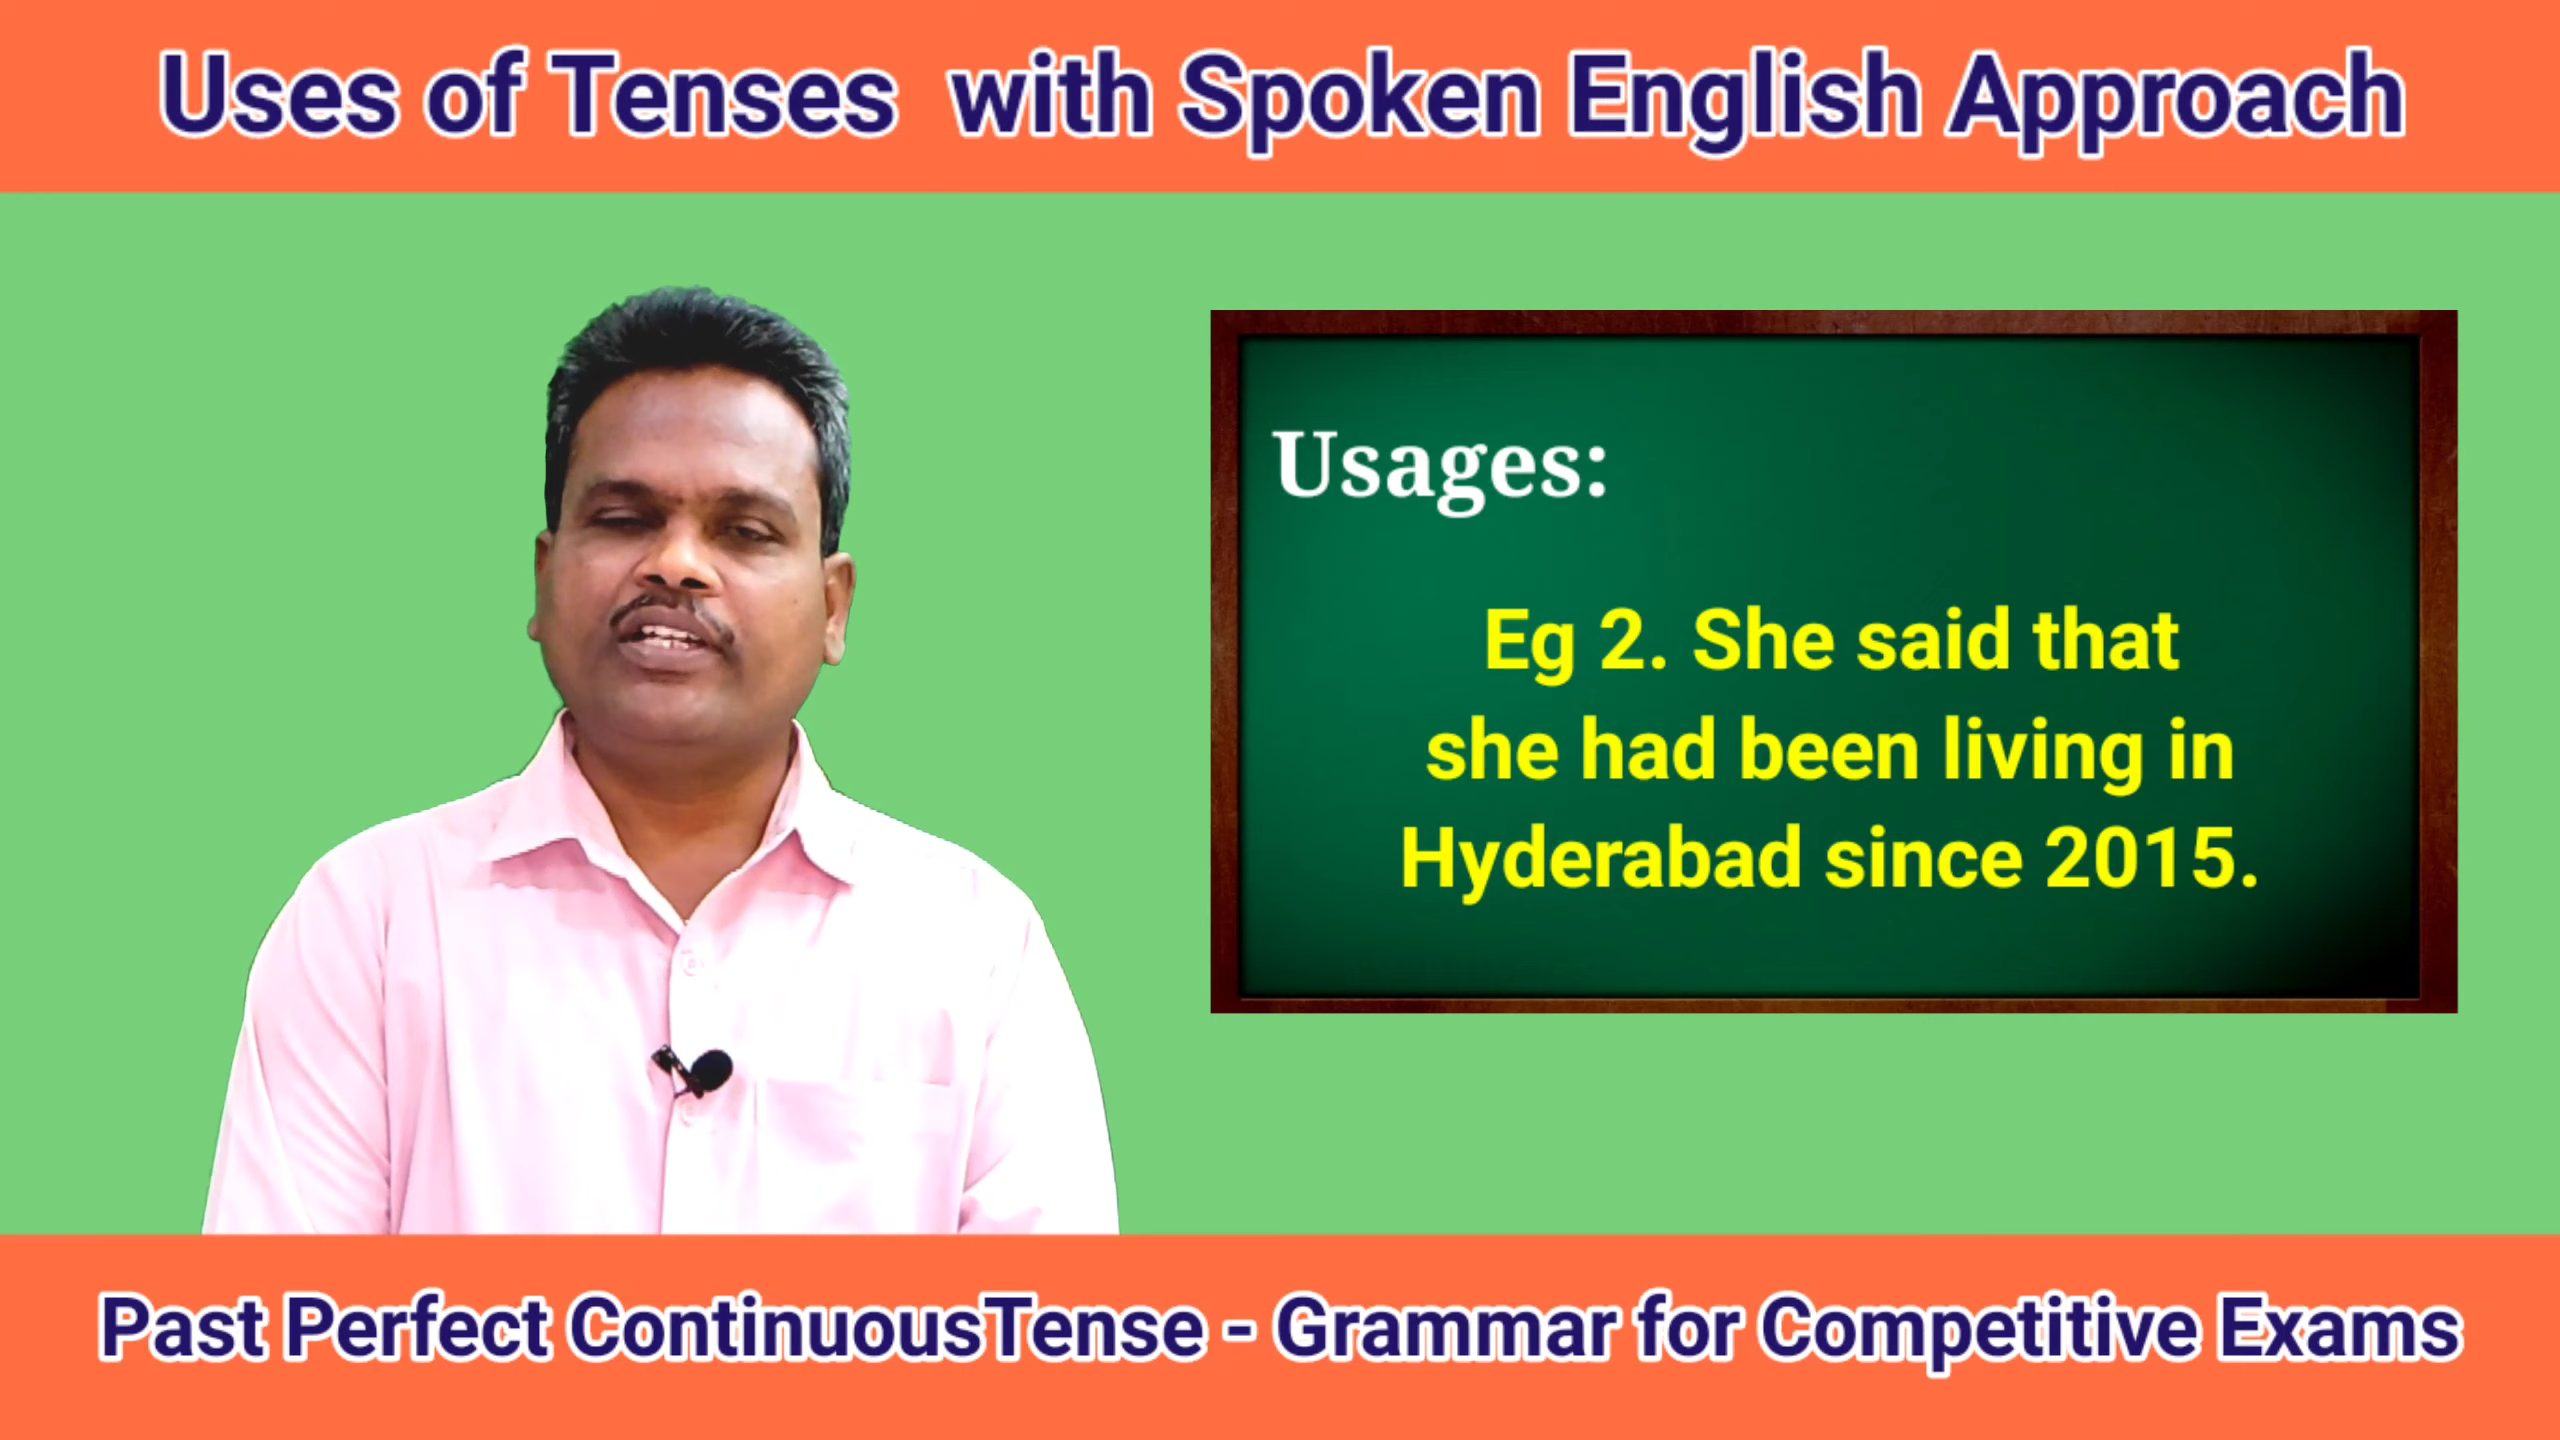 Uses of Tenses with Spoken English Approach
Usages:
Eg 2. She said that
she had been living in
Hyderabad since 2015.
Past Perfect ContinuousTense - Grammar for Competitive Exams